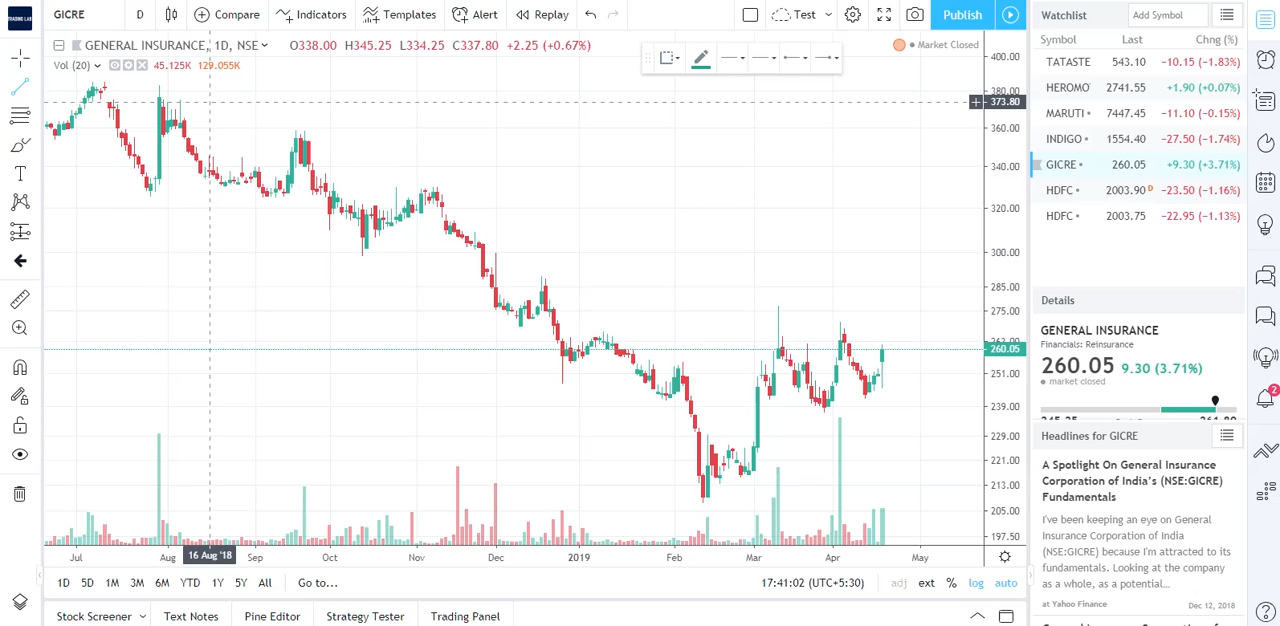 TRADING LAB
GICRE D Compare Indicators Templates Alert Replay Test Publish
GENERAL INSURANCE, 1D, NSE O338.00 H345.25 L334.25 C337.80 +2.25 (+0.67%)
Market Closed
Vol (20) 45.125K 129.055K
400.00
373.80
360.00
340.00
320.00
300.00
285.00
275.00
260.05
251.00
239.00
229.00
221.00
213.00
205.00
197.50
Jul Aug 16 Aug '18 Sep Oct Nov Dec 2019 Feb Mar Apr May
1D 5D 1M 3M 6M YTD 1Y 5Y All Go to... 17:41:02 (UTC+5:30) adj ext % log auto
Stock Screener Text Notes Pine Editor Strategy Tester Trading Panel
Watchlist Add Symbol
Symbol Last Chng (%)
TATASTE 543.10 −10.15 (−1.83%)
HEROMO 2741.55 +1.90 (+0.07%)
MARUTI 7447.45 −11.10 (−0.15%)
INDIGO 1554.40 −27.50 (−1.74%)
GICRE 260.05 +9.30 (+3.71%)
HDFC 2003.90 D −23.50 (−1.16%)
HDFC 2003.75 −22.95 (−1.13%)
Details
GENERAL INSURANCE
Financials: Reinsurance
260.05 9.30 (3.71%)
market closed
Headlines for GICRE
A Spotlight On General Insurance
Corporation of India's (NSE:GICRE)
Fundamentals
I've been keeping an eye on General
Insurance Corporation of India
(NSE:GICRE) because I'm attracted to its
fundamentals. Looking at the company
as a whole, as a potential...
at Yahoo Finance Dec 12, 2018
2